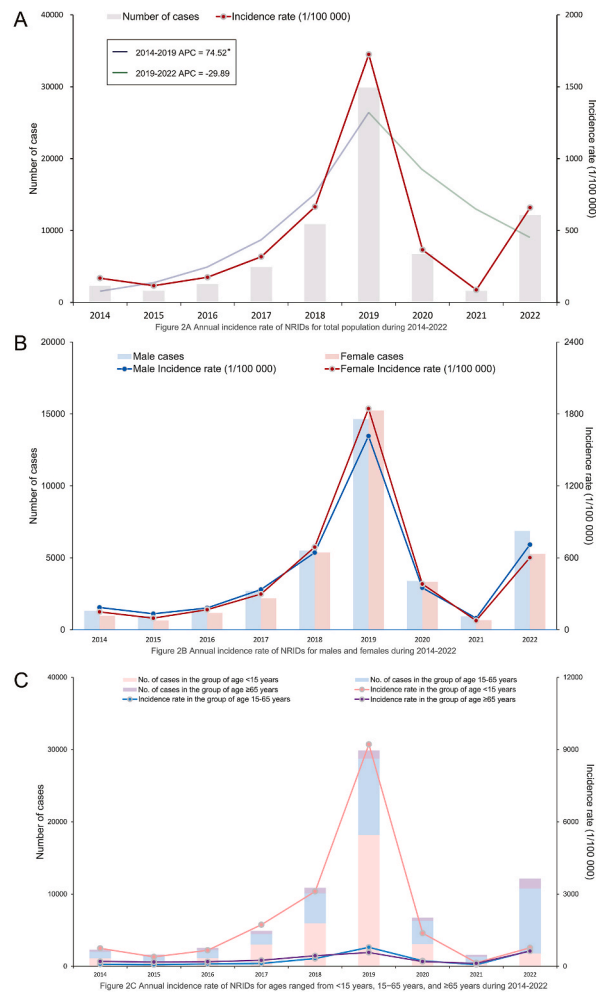 A
Number of cases
Incidence rate (1/100 000)
2014-2019 APC = 74.52*
2019-2022 APC = -29.89
Number of case
Incidence rate (1/100 000)
40000
30000
20000
10000
0
2000
1500
1000
500
0
2014 2015 2016 2017 2018 2019 2020 2021 2022
Figure 2A Annual incidence rate of NRIDs for total population during 2014-2022
B
Male cases
Female cases
Male Incidence rate (1/100 000)
Female Incidence rate (1/100 000)
Number of cases
Incidence rate (1/100 000)
20000
15000
10000
5000
0
2400
1800
1200
600
0
2014 2015 2016 2017 2018 2019 2020 2021 2022
Figure 2B Annual incidence rate of NRIDs for males and females during 2014-2022
C
No. of cases in the group of age <15 years
No. of cases in the group of age 15-65 years
No. of cases in the group of age ≥65 years
Incidence rate in the group of age <15 years
Incidence rate in the group of age 15-65 years
Incidence rate in the group of age ≥65 years
Number of cases
Incidence rate (1/100 000)
40000
30000
20000
10000
0
12000
9000
6000
3000
0
2014 2015 2016 2017 2018 2019 2020 2021 2022
Figure 2C Annual incidence rate of NRIDs for ages ranged from <15 years, 15–65 years, and ≥65 years during 2014-2022